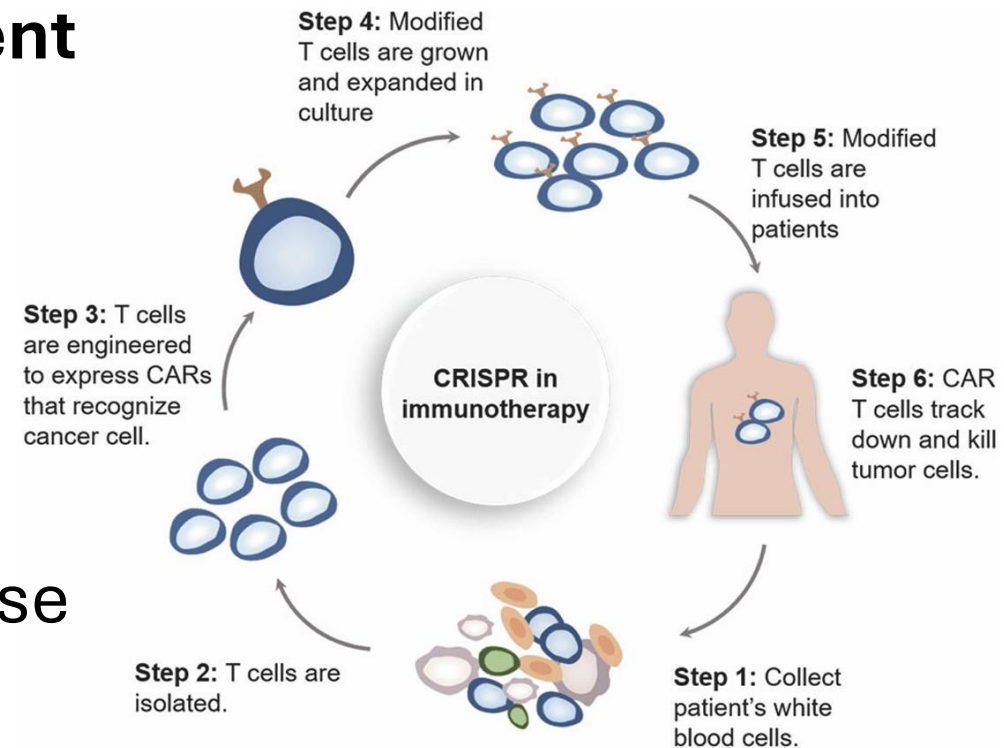 ent
Step 4: Modified
T cells are grown
and expanded in
culture
Step 5: Modified
T cells are
infused into
patients
Step 3: T cells
are engineered
to express CARs
that recognize
cancer cell.
CRISPR in
immunotherapy
Step 6: CAR
T cells track
down and kill
tumor cells.
se
Step 2: T cells are
isolated.
Step 1: Collect
patient’s white
blood cells.